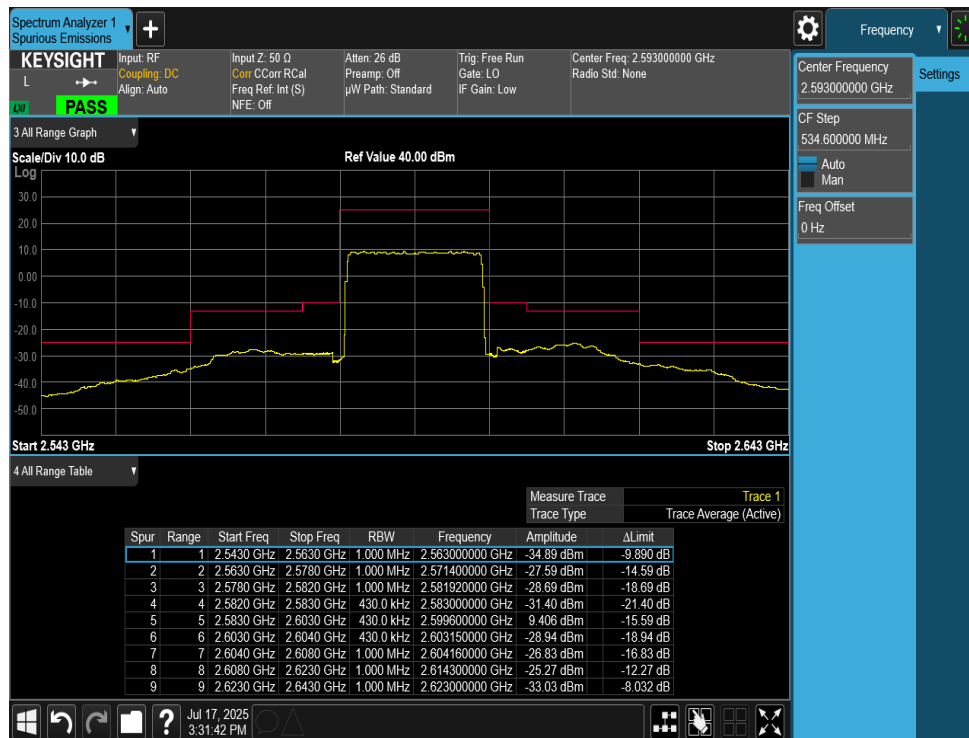 Spectrum Analyzer 1
Spurious Emissions
Frequency
KEYSIGHT
L
LXI
PASS
Input: RF
Coupling: DC
Align: Auto
Input Z: 50 Ω
Corr CCorr RCal
Freq Ref: Int (S)
NFE: Off
Atten: 26 dB
Preamp: Off
µW Path: Standard
Trig: Free Run
Gate: LO
IF Gain: Low
Center Freq: 2.593000000 GHz
Radio Std: None
Center Frequency
2.593000000 GHz
Settings
CF Step
534.600000 MHz
Auto
Man
Freq Offset
0 Hz
3 All Range Graph
Scale/Div 10.0 dB
Ref Value 40.00 dBm
Log
30.0
20.0
10.0
0.00
-10.0
-20.0
-30.0
-40.0
-50.0
Start 2.543 GHz
Stop 2.643 GHz
4 All Range Table
Measure Trace Trace 1
Trace Type Trace Average (Active)
Spur Range Start Freq Stop Freq RBW Frequency Amplitude ΔLimit
1 1 2.5430 GHz 2.5630 GHz 1.000 MHz 2.563000000 GHz -34.89 dBm -9.890 dB
2 2 2.5630 GHz 2.5780 GHz 1.000 MHz 2.571400000 GHz -27.59 dBm -14.59 dB
3 3 2.5780 GHz 2.5820 GHz 1.000 MHz 2.581920000 GHz -28.69 dBm -18.69 dB
4 4 2.5820 GHz 2.5830 GHz 430.0 kHz 2.583000000 GHz -31.40 dBm -21.40 dB
5 5 2.5830 GHz 2.6030 GHz 430.0 kHz 2.599600000 GHz 9.406 dBm -15.59 dB
6 6 2.6030 GHz 2.6040 GHz 430.0 kHz 2.603150000 GHz -28.94 dBm -18.94 dB
7 7 2.6040 GHz 2.6080 GHz 1.000 MHz 2.604160000 GHz -26.83 dBm -16.83 dB
8 8 2.6080 GHz 2.6230 GHz 1.000 MHz 2.614300000 GHz -25.27 dBm -12.27 dB
9 9 2.6230 GHz 2.6430 GHz 1.000 MHz 2.623000000 GHz -33.03 dBm -8.032 dB
?
Jul 17, 2025
3:31:42 PM